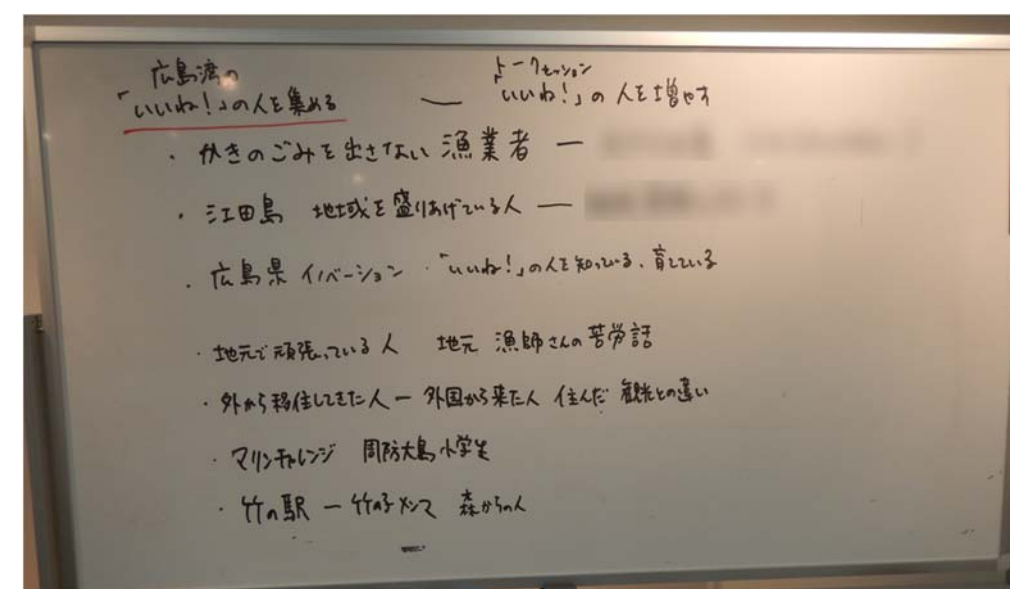 広島湾の
「いいね！」の人を集める ― トークセッション
「いいね！」の人を増やす
・かきのごみを出さない 漁業者 ―
・江田島 地域を盛りあげている人 ―
・広島県 イノベーション・「いいね！」の人を知っている、育てている
・地元で頑張っている人 地元 漁師さんの苦労話
・外から移住してきた人 ― 外国から来た人 住んだ 観光との違い
・マリンチャレンジ 周防大島小学生
・竹の駅 ― 竹の子メンマ 森からの人